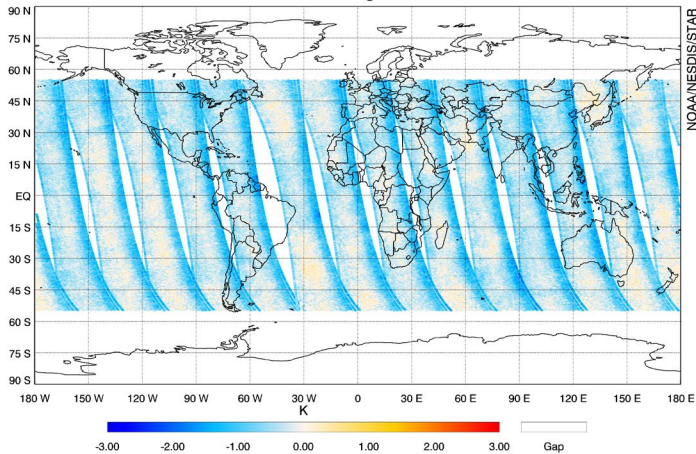 90 N
75 N
60 N
45 N
30 N
15 N
EQ
15 S
30 S
45 S
60 S
75 S
90 S
180 W 150 W 120 W 90 W 60 W 30 W 0 30 E 60 E 90 E 120 E 150 E 180 E
K
-3.00 -2.00 -1.00 0.00 1.00 2.00 3.00 Gap
NOAA/NESDIS/STAR